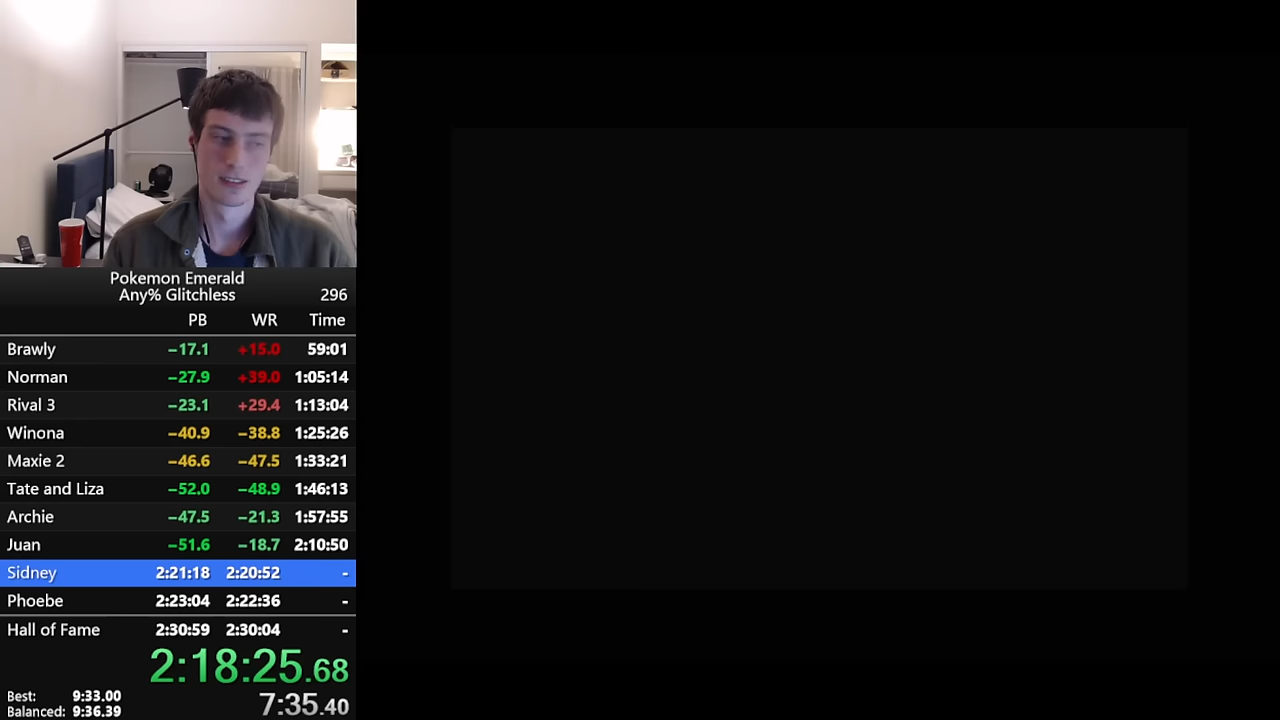 Pokemon Emerald
Any% Glitchless 296
PB WR Time
Brawly −17.1 +15.0 59:01
Norman −27.9 +39.0 1:05:14
Rival 3 −23.1 +29.4 1:13:04
Winona −40.9 −38.8 1:25:26
Maxie 2 −46.6 −47.5 1:33:21
Tate and Liza −52.0 −48.9 1:46:13
Archie −47.5 −21.3 1:57:55
Juan −51.6 −18.7 2:10:50
Sidney 2:21:18 2:20:52 -
Phoebe 2:23:04 2:22:36 -
Hall of Fame 2:30:59 2:30:04 -
2:18:25.68
Best: 9:33.00
Balanced: 9:36.39
7:35.40